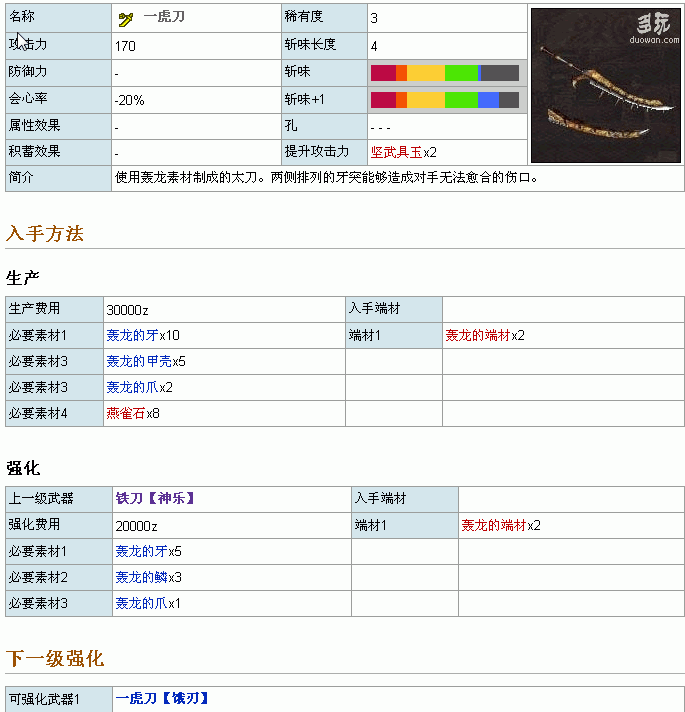 名称 一虎刀 稀有度 3
攻击力 170 斩味长度 4
防御力 - 斩味
会心率 -20% 斩味+1
属性效果 - 孔 ---
积蓄效果 - 提升攻击力 坚武具玉x2
简介 使用轰龙素材制成的太刀。两侧排列的牙突能够造成对手无法愈合的伤口。
多玩
duowan.com
入手方法
生产
生产费用 30000z 入手端材
必要素材1 轰龙的牙x10 端材1 轰龙的端材x2
必要素材3 轰龙的甲壳x5
必要素材3 轰龙的爪x2
必要素材4 燕雀石x8
强化
上一级武器 铁刀【神乐】 入手端材
强化费用 20000z 端材1 轰龙的端材x2
必要素材1 轰龙的牙x5
必要素材2 轰龙的鳞x3
必要素材3 轰龙的爪x1
下一级强化
可强化武器1 一虎刀【饿刃】